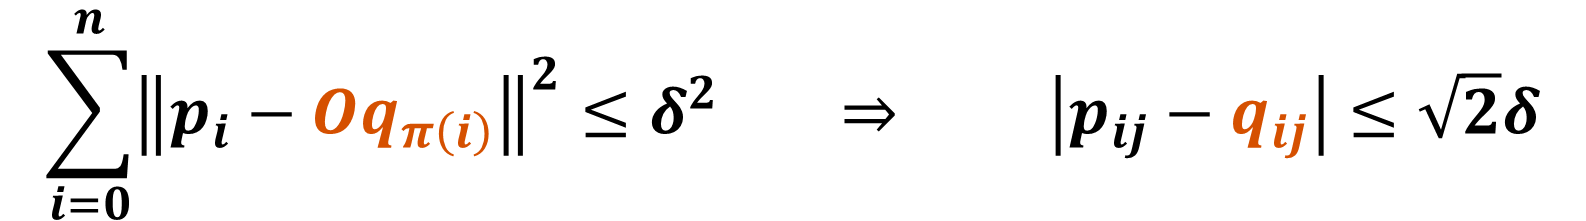 ∑_{i=0}^{n} ‖p_i − Oq_{π(i)}‖² ≤ δ² ⇒ |p_{ij} − q_{ij}| ≤ √2δ